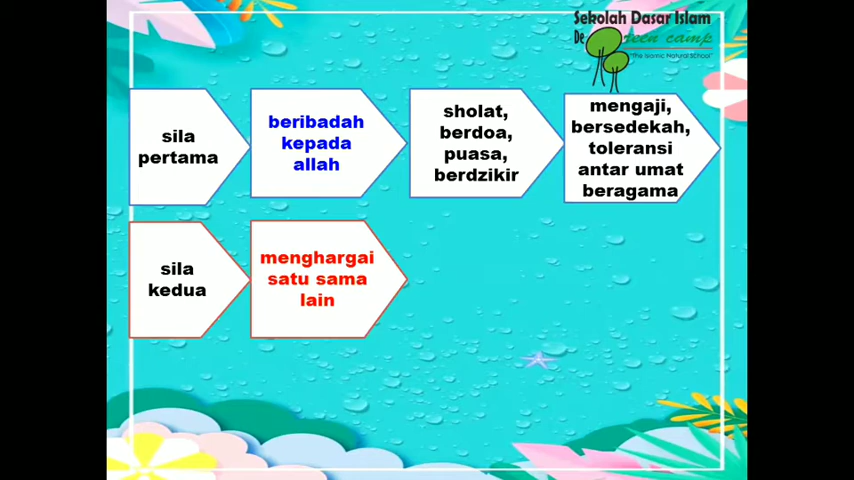 Sekolah Dasar Islam
De Green camp
"The Islamic Natural School"
sila
pertama
beribadah
kepada
allah
sholat,
berdoa,
puasa,
berdzikir
mengaji,
bersedekah,
toleransi
antar umat
beragama
sila
kedua
menghargai
satu sama
lain